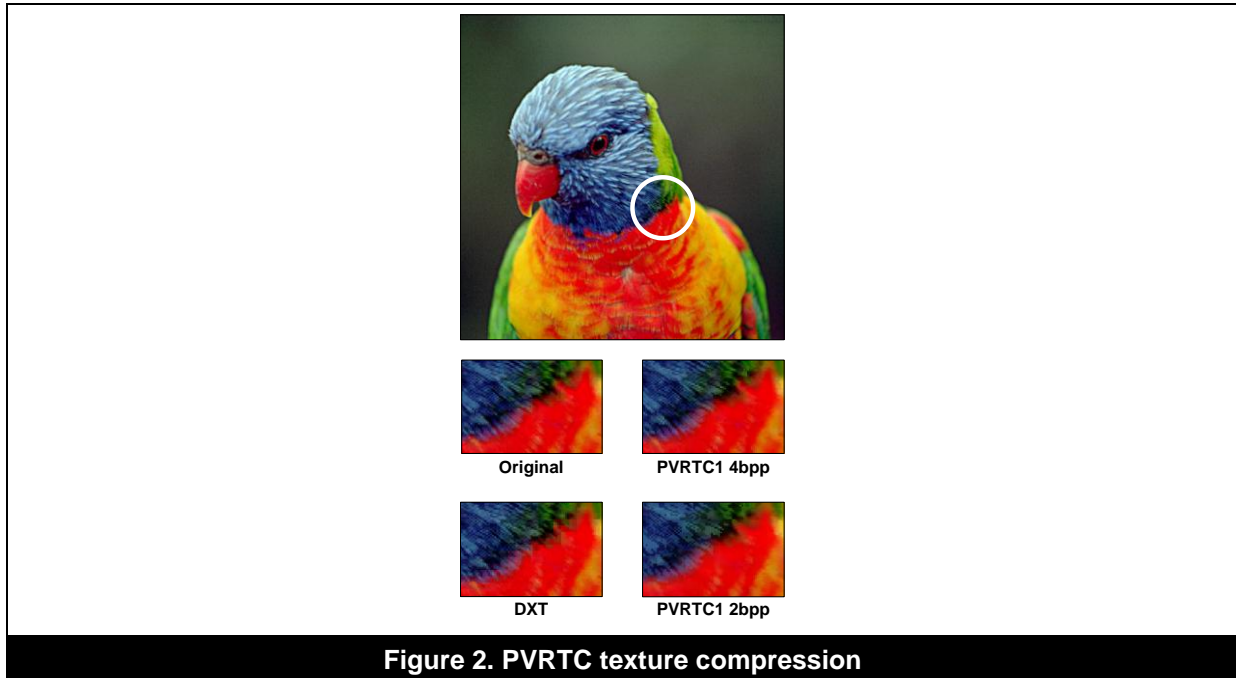 Original
PVRTC1 4bpp
DXT
PVRTC1 2bpp
Figure 2. PVRTC texture compression